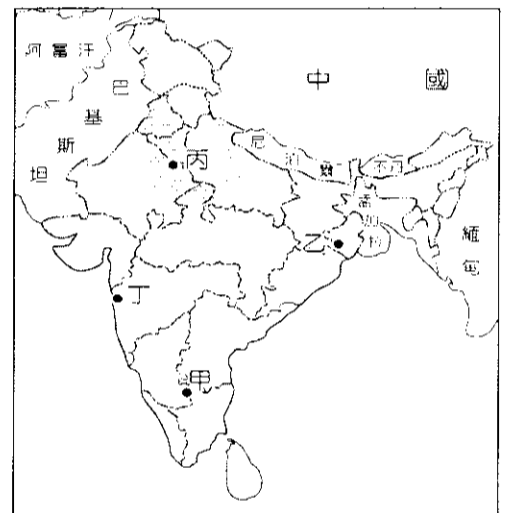 阿富汗
巴基斯坦
中國
尼泊爾
不丹
孟加拉
緬甸
丙
乙
丁
甲